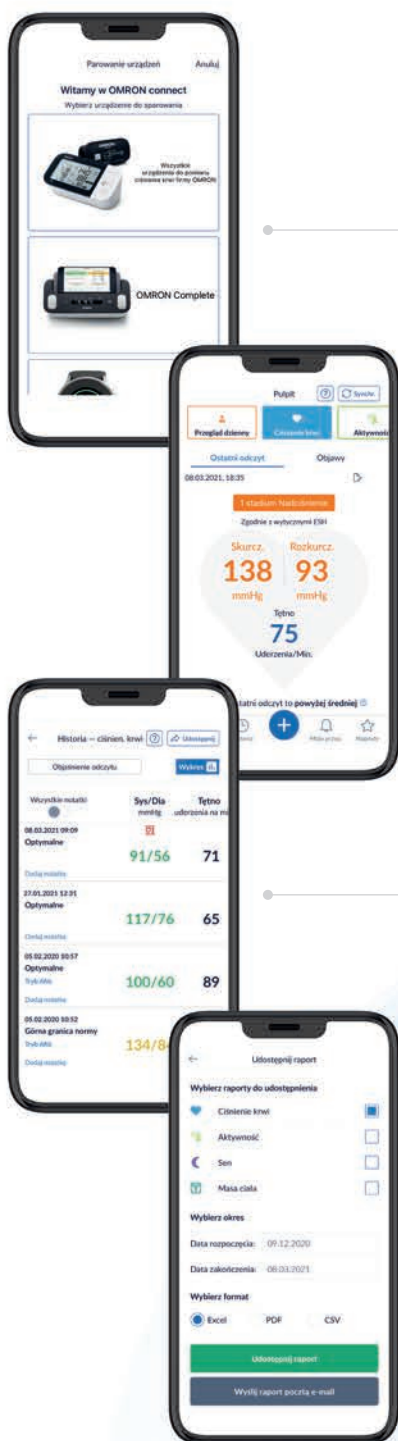 Parowanie urządzeń Anuluj
Witamy w OMRON connect
Wybierz urządzenie do sparowania
Wszystkie
urządzenia do pomiaru
ciśnienia krwi firmy OMRON
OMRON Complete
Pulpit ? Synchr.
Przegląd dzienny Ciśnienie krwi Aktywność
Ostatni odczyt Objawy
08.03.2021, 18:35
1 stadium Nadciśnienie
Zgodnie z wytycznymi ESH
Skurcz. Rozkurcz.
138 93
mmHg mmHg
Tętno
75
Uderzenia/Min.
statni odczyt to powyżej średniej
Historia — ciśnien. krwi ? Udostępnij
Objaśnienie odczytu Wykres
Wszystkie notatki Sys/Dia Tętno
mmHg uderzenia na mi
08.03.2021 09:09
Optymalne
91/56 71
Dodaj notatkę
27.01.2021 12:31
Optymalne
117/76 65
Dodaj notatkę
05.02.2020 10:57
Optymalne
100/60 89
Dodaj notatkę
05.02.2020 10:52
Górna granica normy
134/84
Dodaj notatkę
Udostępnij raport
Wybierz raporty do udostępnienia
Ciśnienie krwi
Aktywność
Sen
Masa ciała
Wybierz okres
Data rozpoczęcia: 09.12.2020
Data zakończenia: 08.03.2021
Wybierz format
Excel PDF CSV
Udostępnij raport
Wyślij raport pocztą e-mail